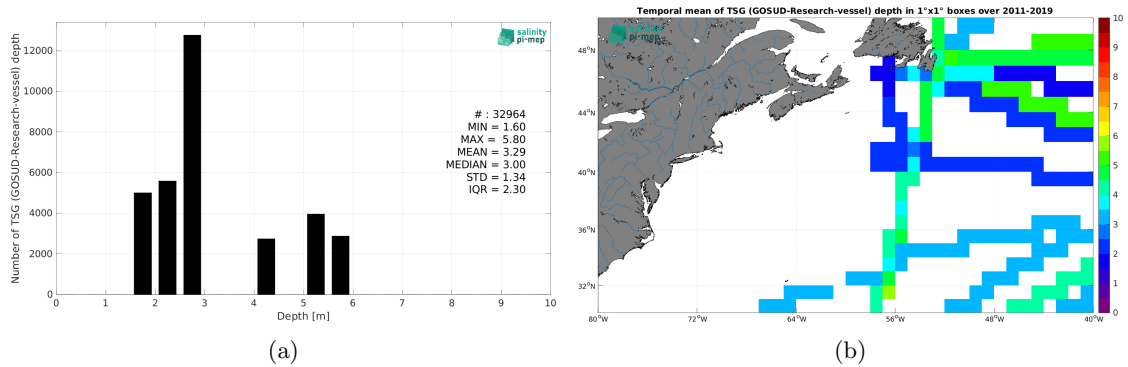 12000
10000
8000
6000
4000
2000
0
Number of TSG (GOSUD-Research-vessel) depth
salinity
pi-mep
# : 32964
MIN = 1.60
MAX = 5.80
MEAN = 3.29
MEDIAN = 3.00
STD = 1.34
IQR = 2.30
0 1 2 3 4 5 6 7 8 9 10
Depth [m]
(a)
Temporal mean of TSG (GOSUD-Research-vessel) depth in 1°x1° boxes over 2011-2019
salinity
pi-mep
48°N
44°N
40°N
36°N
32°N
80°W 72°W 64°W 56°W 48°W 40°W
10
9
8
7
6
5
4
3
2
1
0
(b)